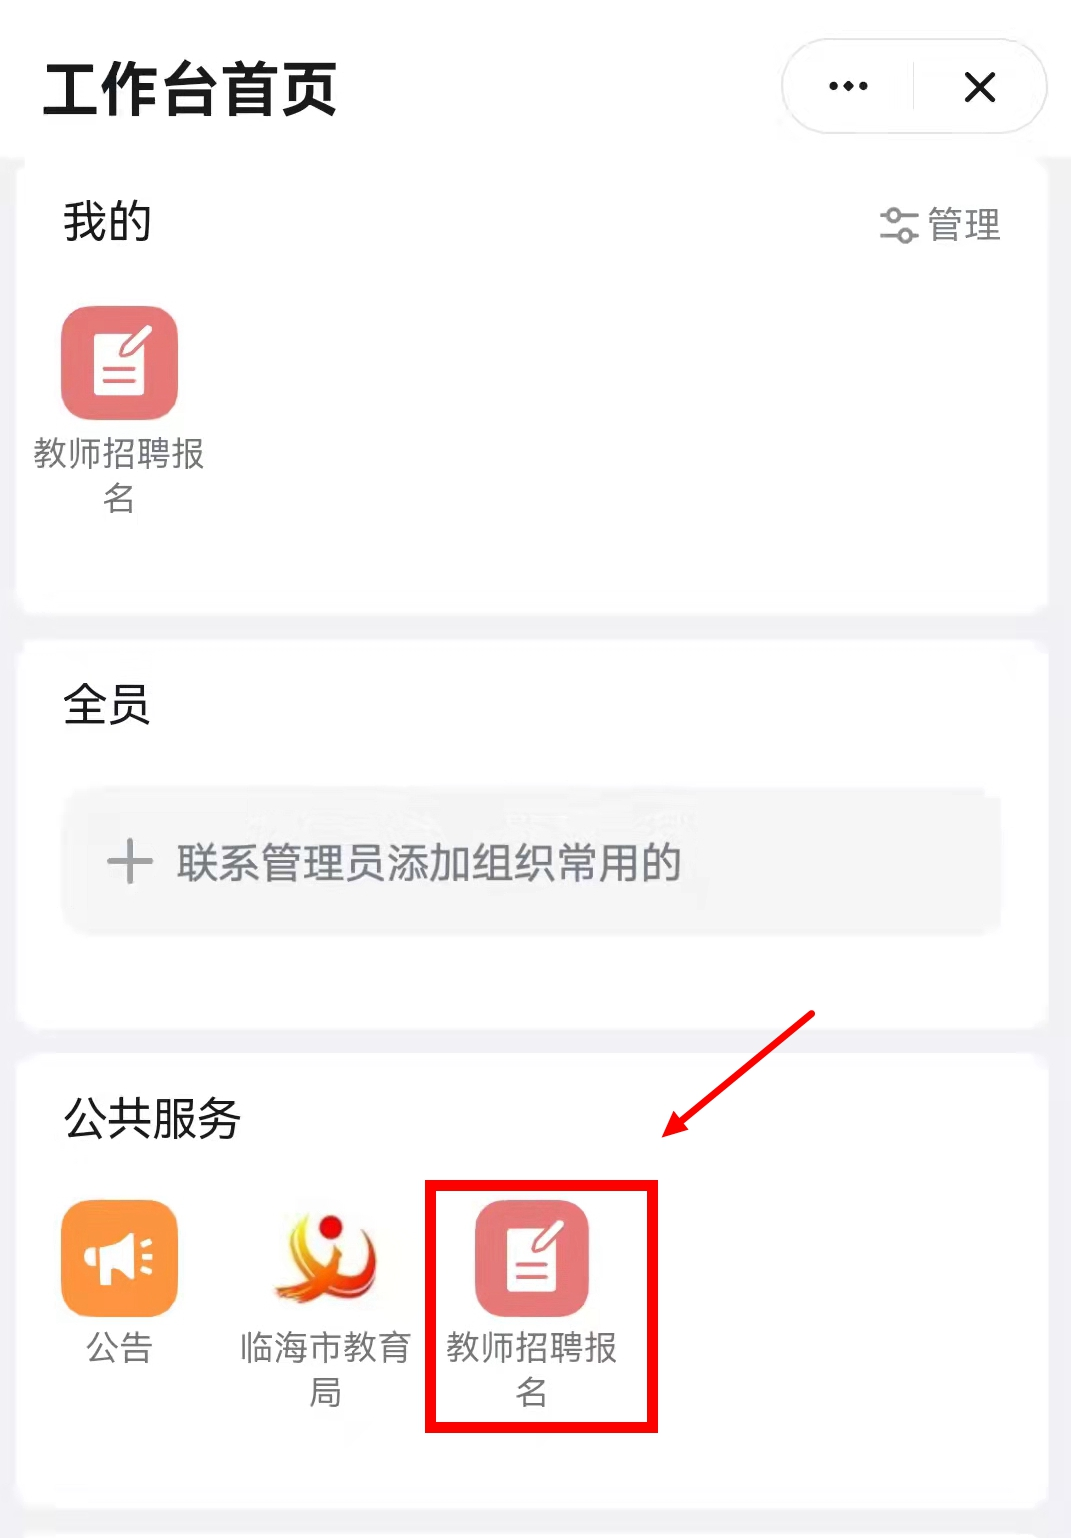 工作台首页
我的
管理
教师招聘报
名
全员
联系管理员添加组织常用的
公共服务
公告
临海市教育
局
教师招聘报
名